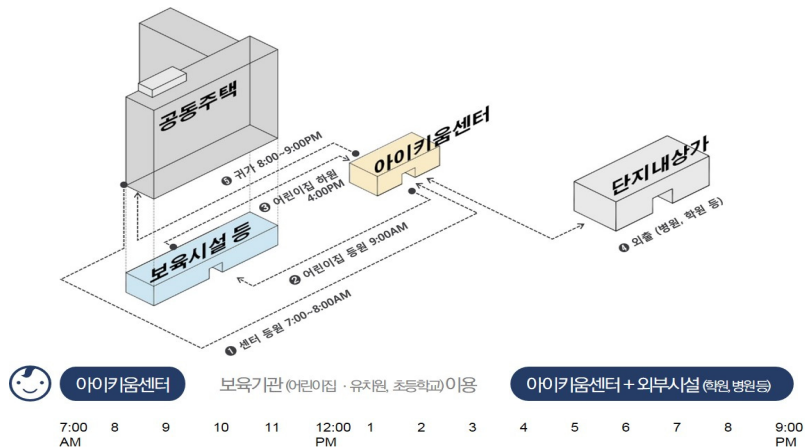 공동주택
아이키움센터
단지내상가
보육시설 등
❺ 귀가 8:00~9:00PM
❸ 어린이집 하원
4:00PM
❹ 외출 (병원, 학원 등)
❷ 어린이집 등원 9:00AM
❶ 센터 등원 7:00~8:00AM
아이키움센터
보육기관 (어린이집 · 유치원, 초등학교) 이용
아이키움센터 + 외부시설 (학원, 병원 등)
7:00 AM 8 9 10 11 12:00 PM 1 2 3 4 5 6 7 8 9:00 PM